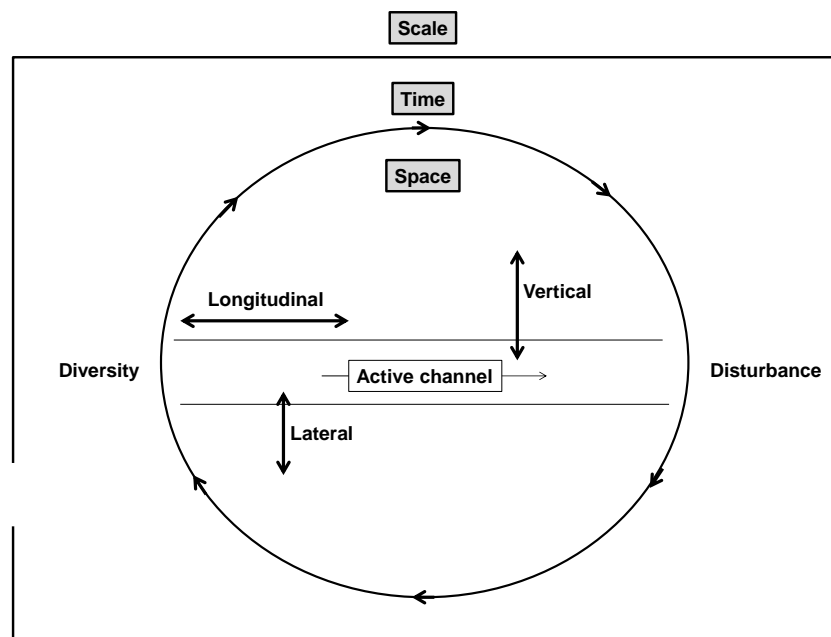 Scale
Time
Space
Vertical
Longitudinal
Diversity
Active channel
Disturbance
Lateral